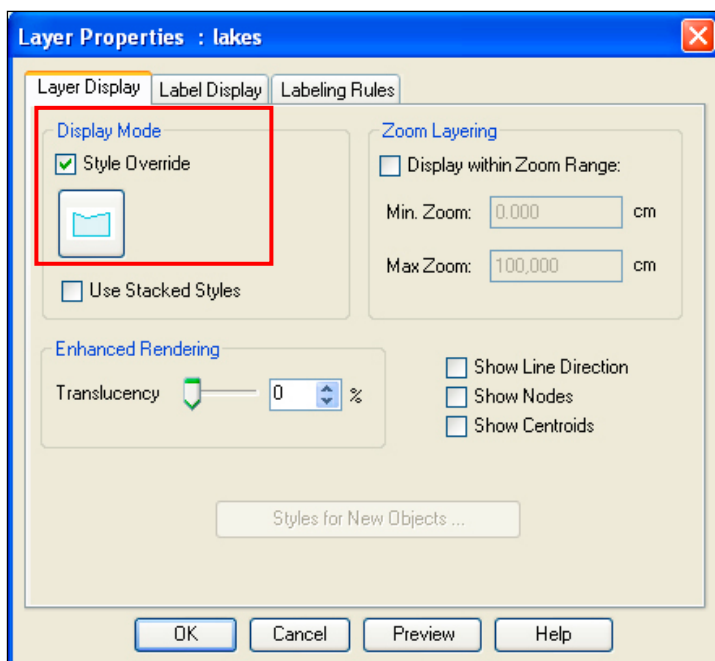 Layer Properties : lakes
Layer Display Label Display Labeling Rules
Display Mode
Style Override
Use Stacked Styles
Zoom Layering
Display within Zoom Range:
Min. Zoom: 0.000 cm
Max Zoom: 100,000 cm
Enhanced Rendering
Translucency 0 %
Show Line Direction
Show Nodes
Show Centroids
Styles for New Objects ...
OK Cancel Preview Help